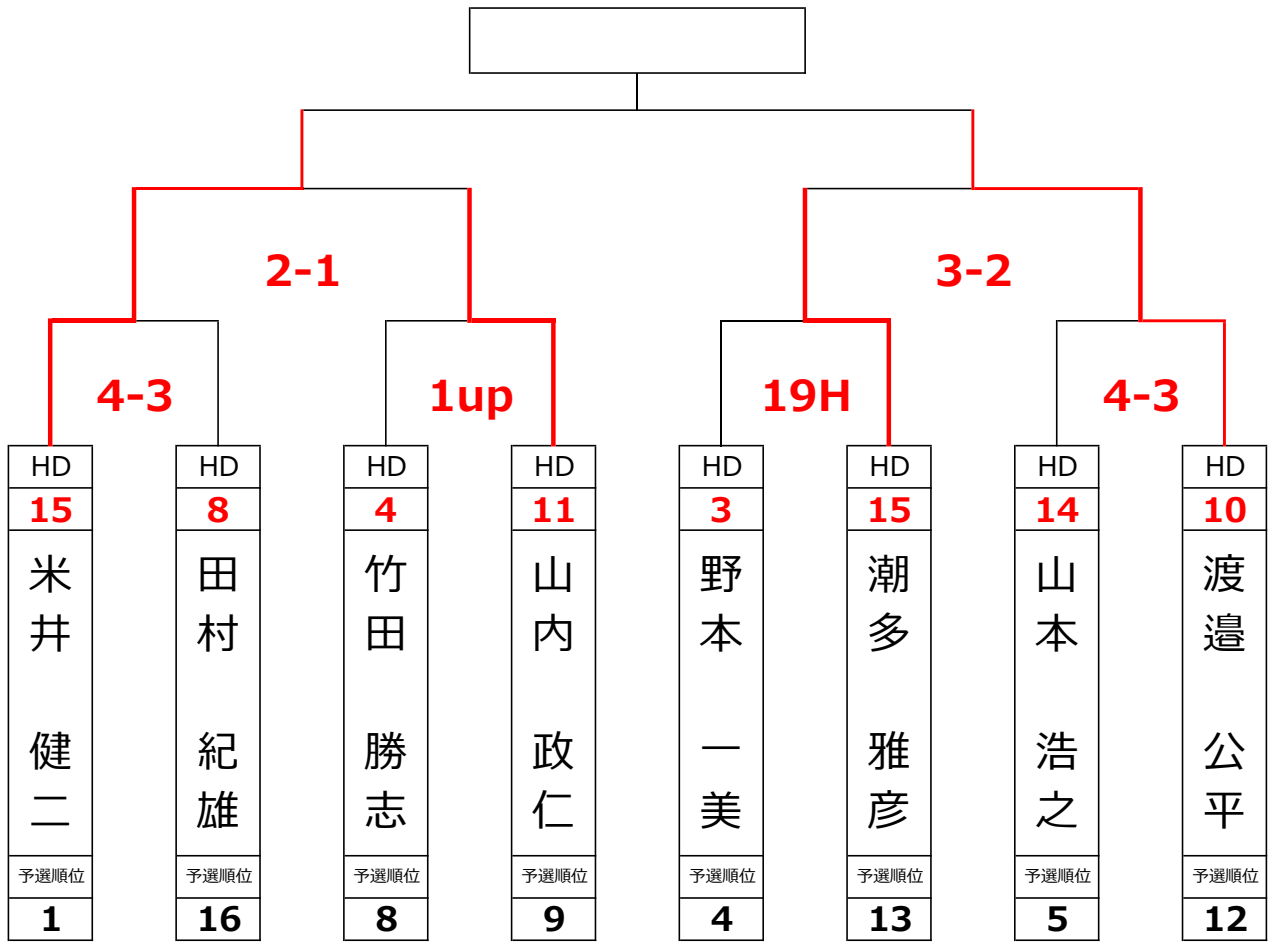 2-1
3-2
4-3
1up
19H
4-3
HD
HD
HD
HD
HD
HD
HD
HD
15
8
4
11
3
15
14
10
米井 健二
田村 紀雄
竹田 勝志
山内 政仁
野本 一美
潮多 雅彦
山本 浩之
渡邉 公平
予選順位
予選順位
予選順位
予選順位
予選順位
予選順位
予選順位
予選順位
1
16
8
9
4
13
5
12